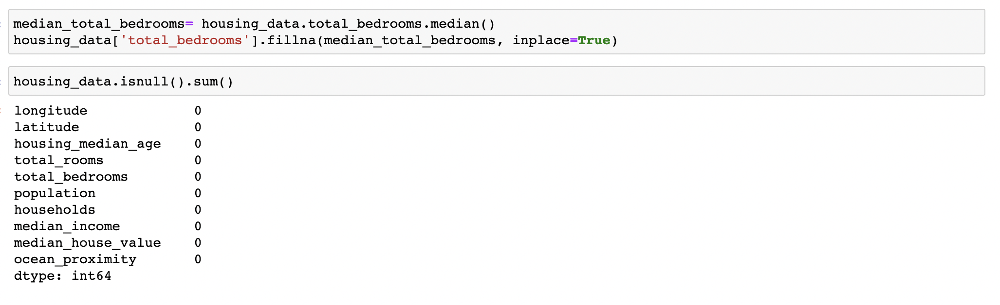 median_total_bedrooms= housing_data.total_bedrooms.median()
housing_data['total_bedrooms'].fillna(median_total_bedrooms, inplace=True)
housing_data.isnull().sum()
longitude 0
latitude 0
housing_median_age 0
total_rooms 0
total_bedrooms 0
population 0
households 0
median_income 0
median_house_value 0
ocean_proximity 0
dtype: int64